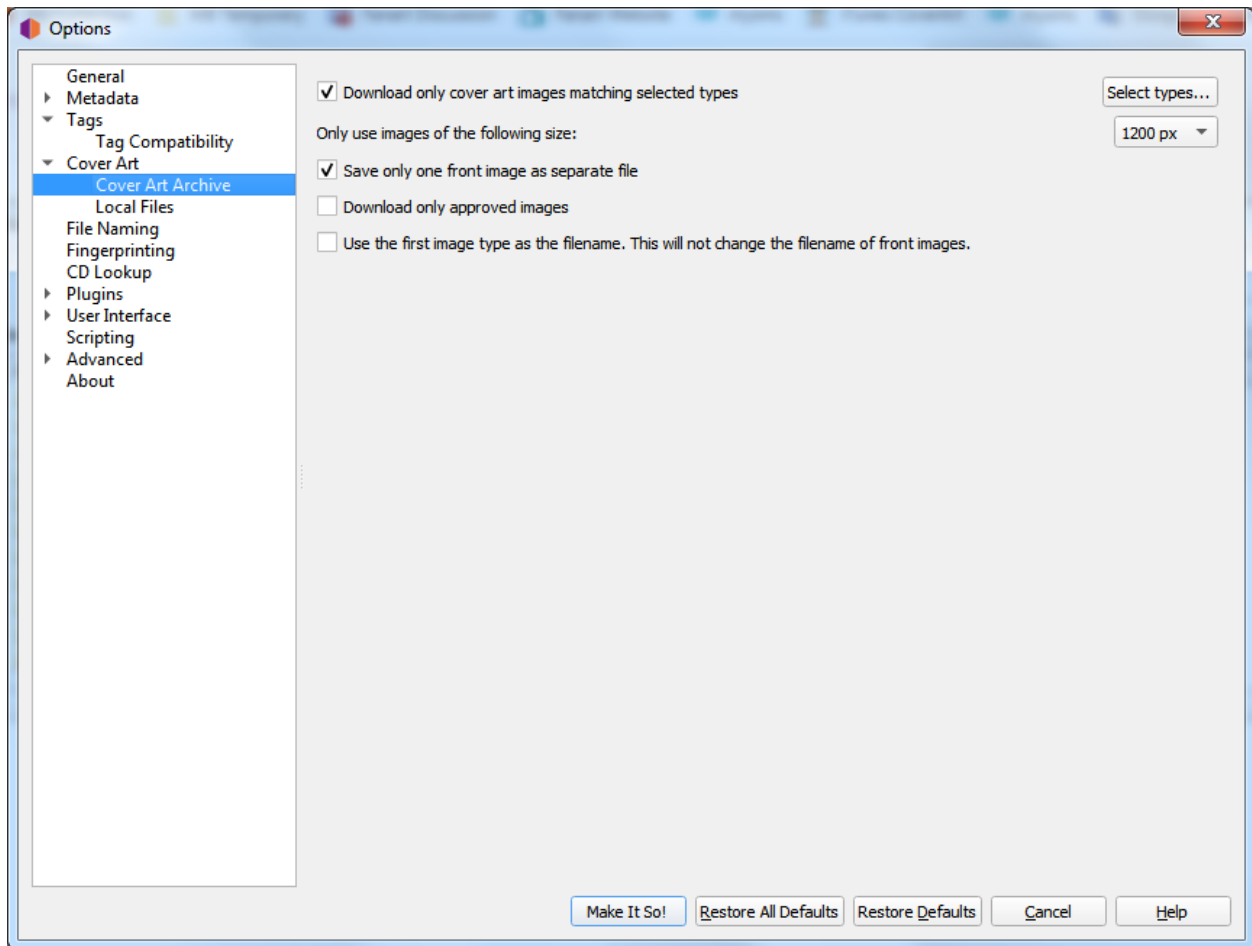 Options
General
Metadata
Tags
Tag Compatibility
Cover Art
Cover Art Archive
Local Files
File Naming
Fingerprinting
CD Lookup
Plugins
User Interface
Scripting
Advanced
About
Download only cover art images matching selected types
Select types...
Only use images of the following size:
1200 px
Save only one front image as separate file
Download only approved images
Use the first image type as the filename. This will not change the filename of front images.
Make It So!
Restore All Defaults
Restore Defaults
Cancel
Help